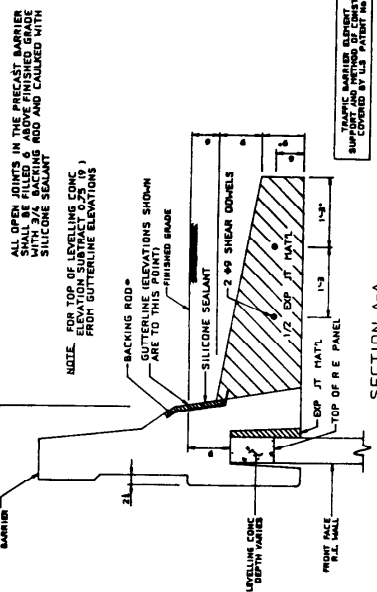 ALL OPEN JOINTS IN THE PRECAST BARRIER
SHALL BE FILLED 6 ABOVE FINISHED GRADE
WITH 3/4 BACKING ROD AND CAULKED WITH
SILICONE SEALANT
NOTE FOR TOP OF LEVELLING CONC
ELEVATION SUBTRACT 0.75 (9 )
FROM GUTTERLINE ELEVATIONS
BARRIER
BACKING ROD
GUTTERLINE (ELEVATIONS SHOWN
ARE TO THIS POINT)
FINISHED GRADE
SILICONE SEALANT
2 #9 SHEAR DOWELS
1/2 EXP JT MAT'L
1'-3
EXP JT MAT'L
TOP OF R E PANEL
LEVELLING CONC
DEPTH VARIES
FRONT FACE
R.E. WALL
TRAFFIC BARRIER ELEMENT
SUPPORT AND METHOD OF CONST
COVERED BY U.S PATENT No
SECTION A-A